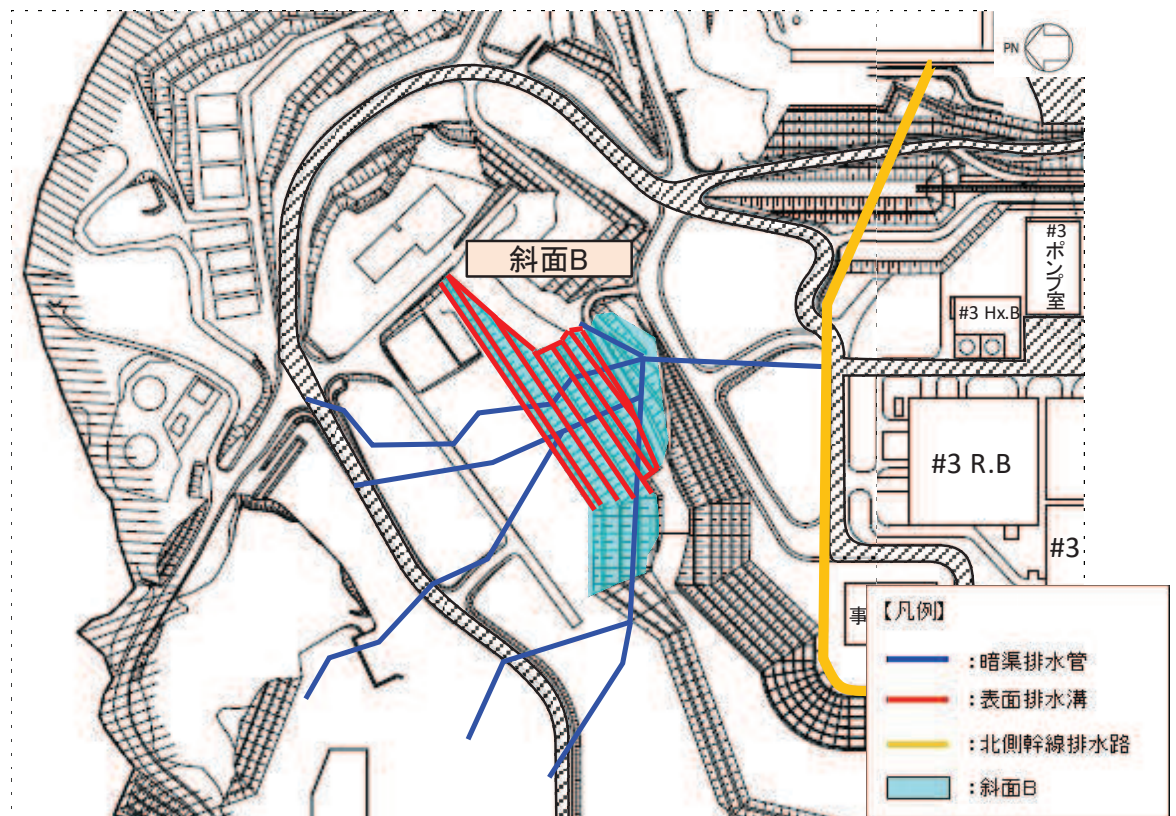 PN
斜面B
#3
ポンプ室
#3 Hx.B
#3 R.B
#3
事
【凡例】
:暗渠排水管
:表面排水溝
:北側幹線排水路
:斜面B